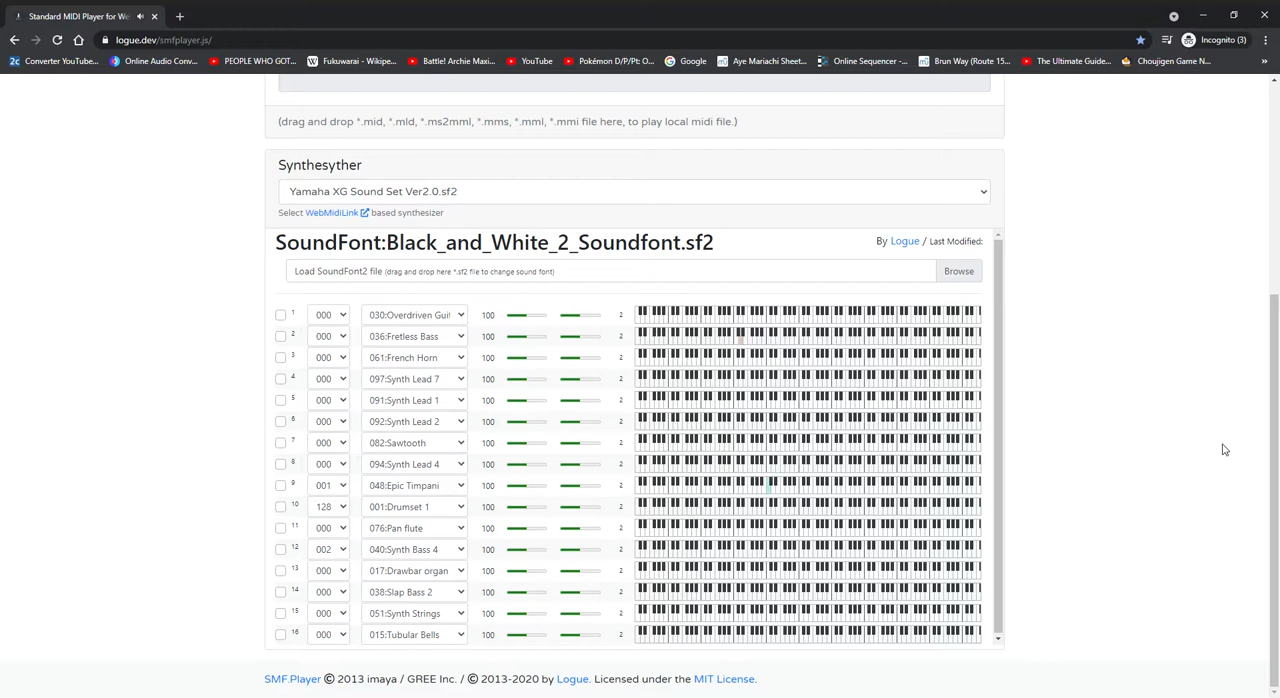 Standard MIDI Player for We
logue.dev/smfplayer.js/
Incognito (3)
Converter YouTube...
Online Audio Conv...
PEOPLE WHO GOT...
Fukuwarai - Wikipe...
Battle! Archie Maxi...
YouTube
Pokémon D/P/Pt: O...
Google
Aye Mariachi Sheet...
Online Sequencer -...
Brun Way (Route 15...
The Ultimate Guide...
Choujigen Game N...
(drag and drop *.mid, *.mld, *.ms2mml, *.mms, *.mml, *.mmi file here, to play local midi file.)
Synthesyther
Yamaha XG Sound Set Ver2.0.sf2
Select WebMidiLink based synthesizer
SoundFont:Black_and_White_2_Soundfont.sf2
By Logue / Last Modified:
Load SoundFont2 file (drag and drop here *.sf2 file to change sound font)
Browse
1 000 030:Overdriven Guit 100 2
2 000 036:Fretless Bass 100 2
3 000 061:French Horn 100 2
4 000 097:Synth Lead 7 100 2
5 000 091:Synth Lead 1 100 2
6 000 092:Synth Lead 2 100 2
7 000 082:Sawtooth 100 2
8 000 094:Synth Lead 4 100 2
9 001 048:Epic Timpani 100 2
10 128 001:Drumset 1 100 2
11 000 076:Pan flute 100 2
12 002 040:Synth Bass 4 100 2
13 000 017:Drawbar organ 100 2
14 000 038:Slap Bass 2 100 2
15 000 051:Synth Strings 100 2
16 000 015:Tubular Bells 100 2
SMF.Player © 2013 imaya / GREE Inc. / © 2013-2020 by Logue. Licensed under the MIT License.